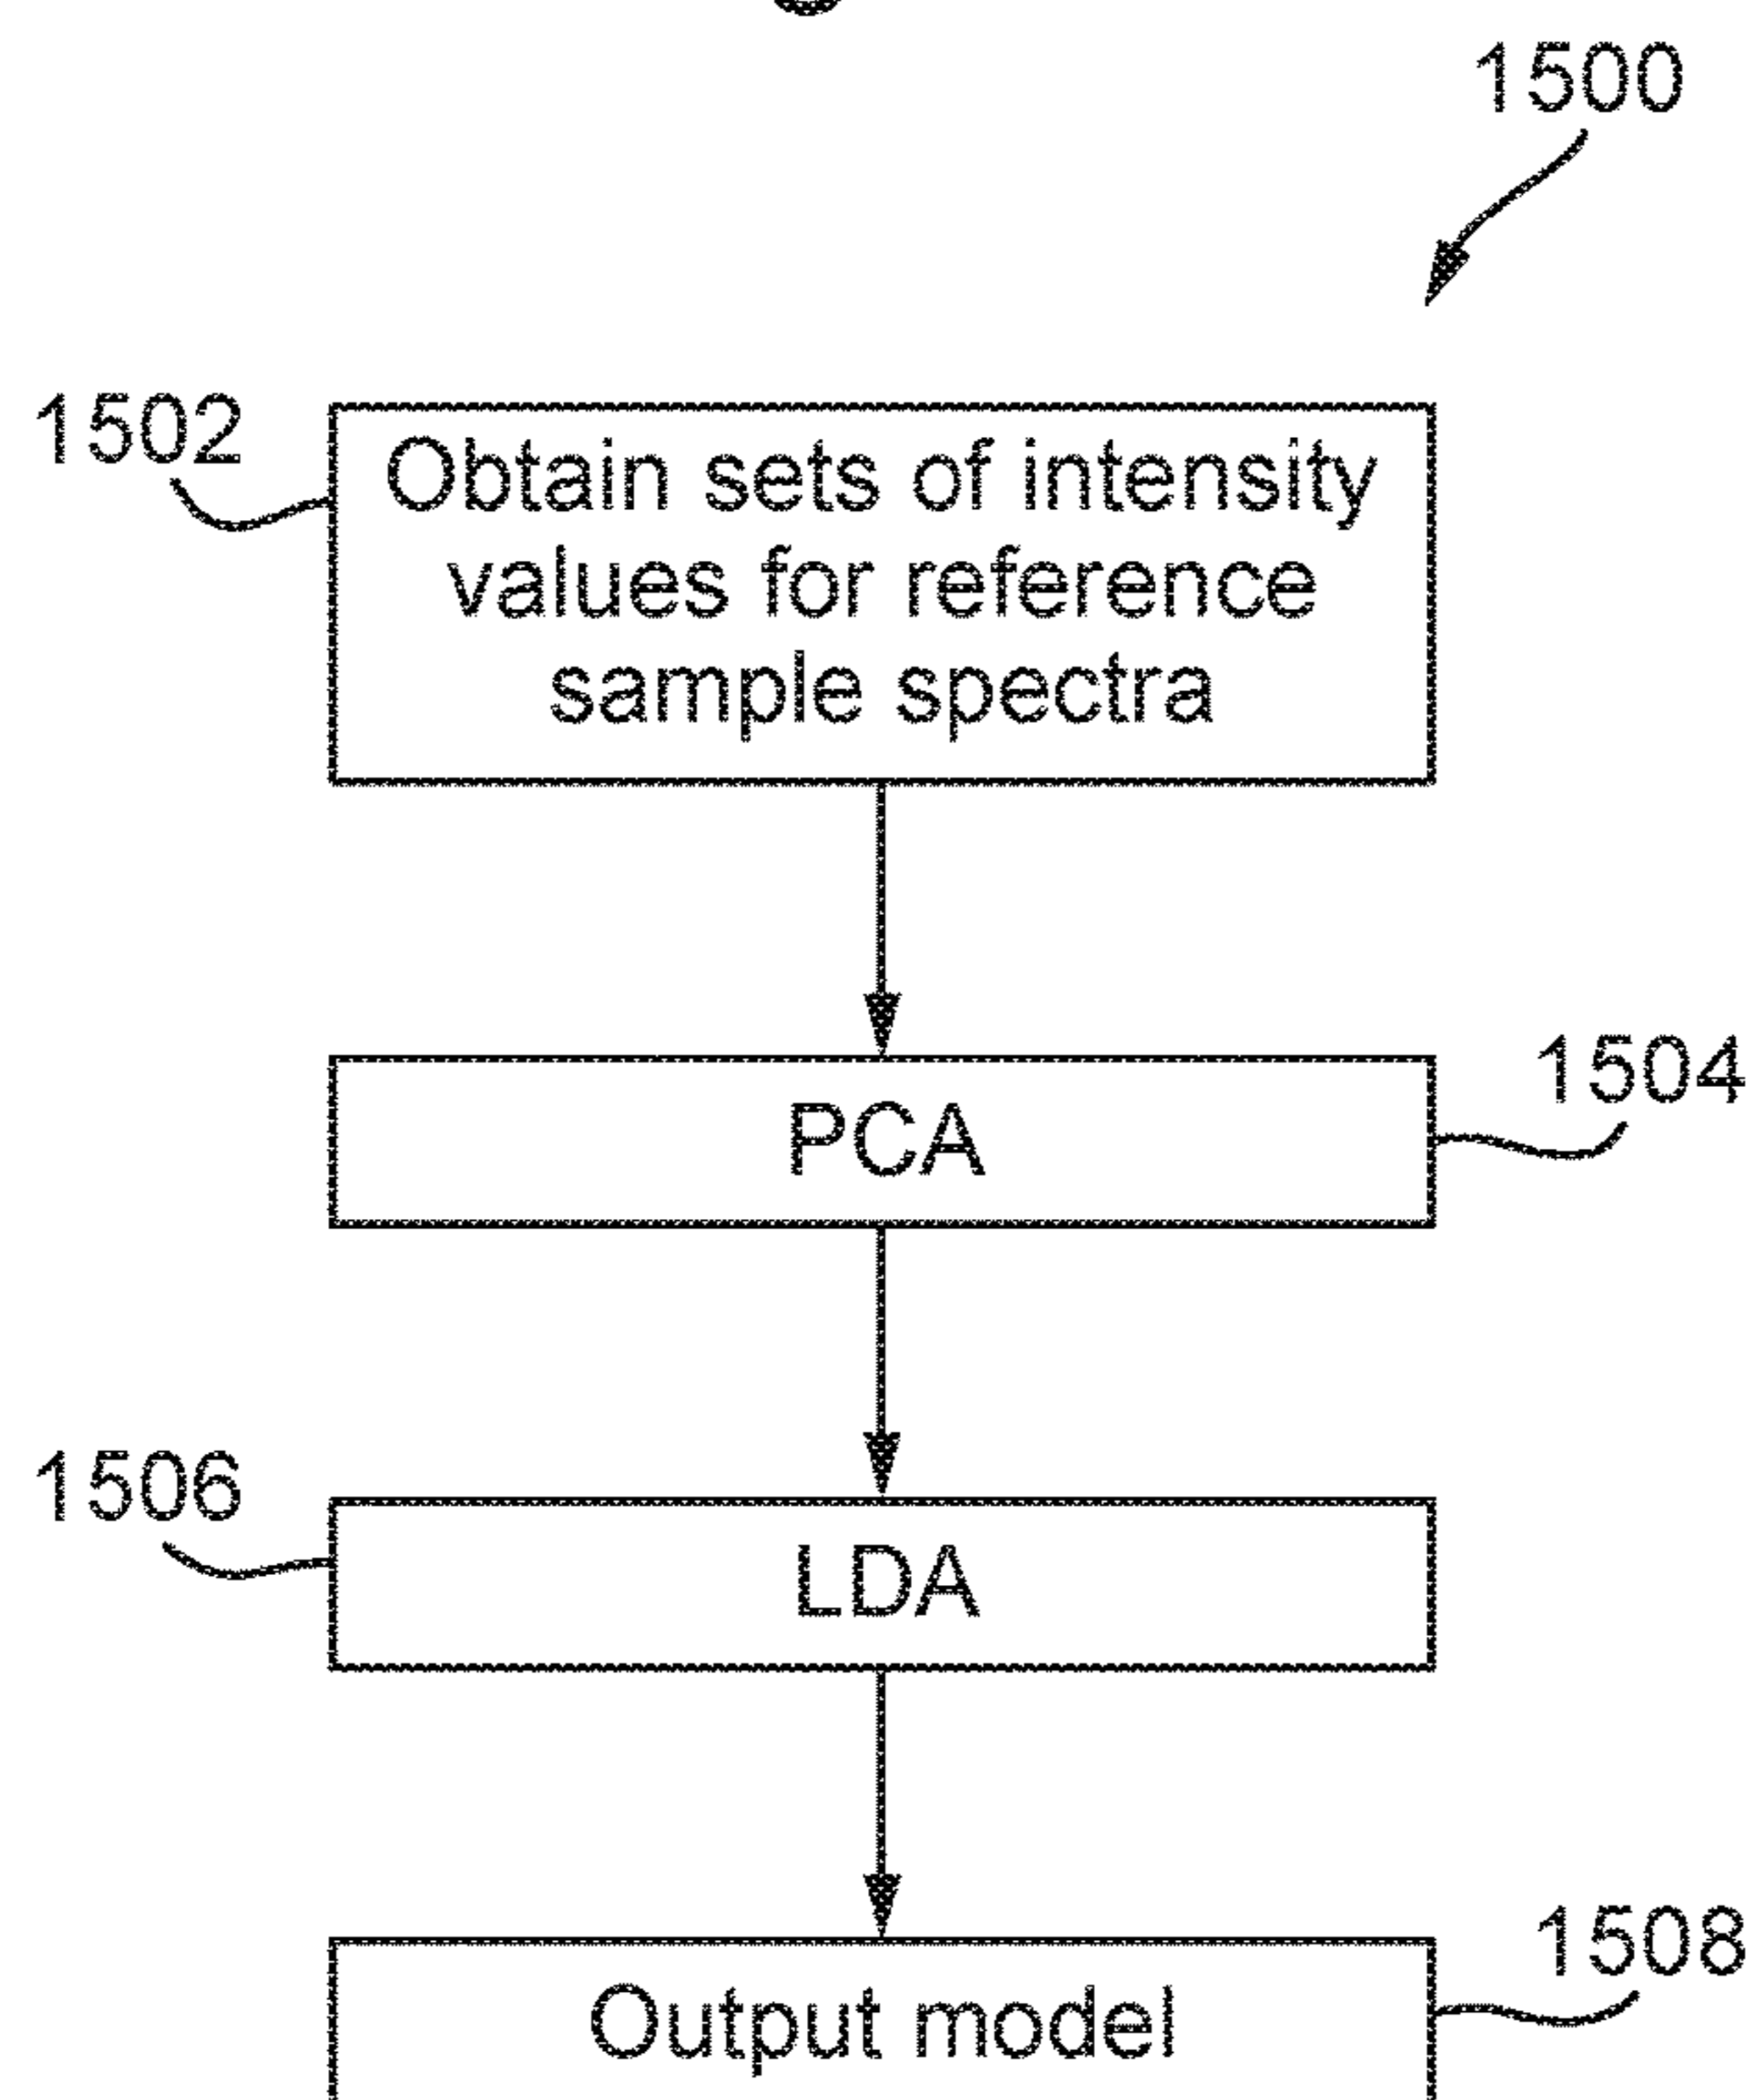 1500
1502
Obtain sets of intensity
values for reference
sample spectra
1504
PCA
1506
LDA
1508
Output model